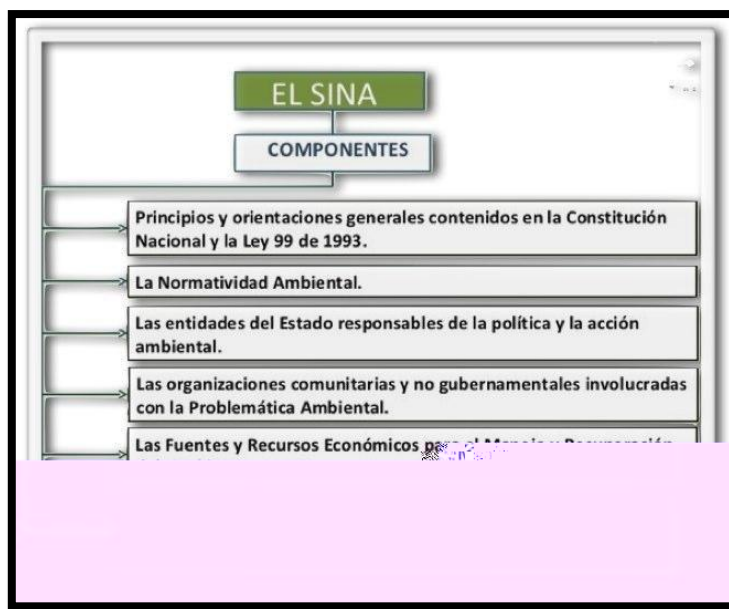 EL SINA
COMPONENTES
Principios y orientaciones generales contenidos en la Constitución
Nacional y la Ley 99 de 1993.
La Normatividad Ambiental.
Las entidades del Estado responsables de la política y la acción
ambiental.
Las organizaciones comunitarias y no gubernamentales involucradas
con la Problemática Ambiental.
Las Fuentes y Recursos Económicos